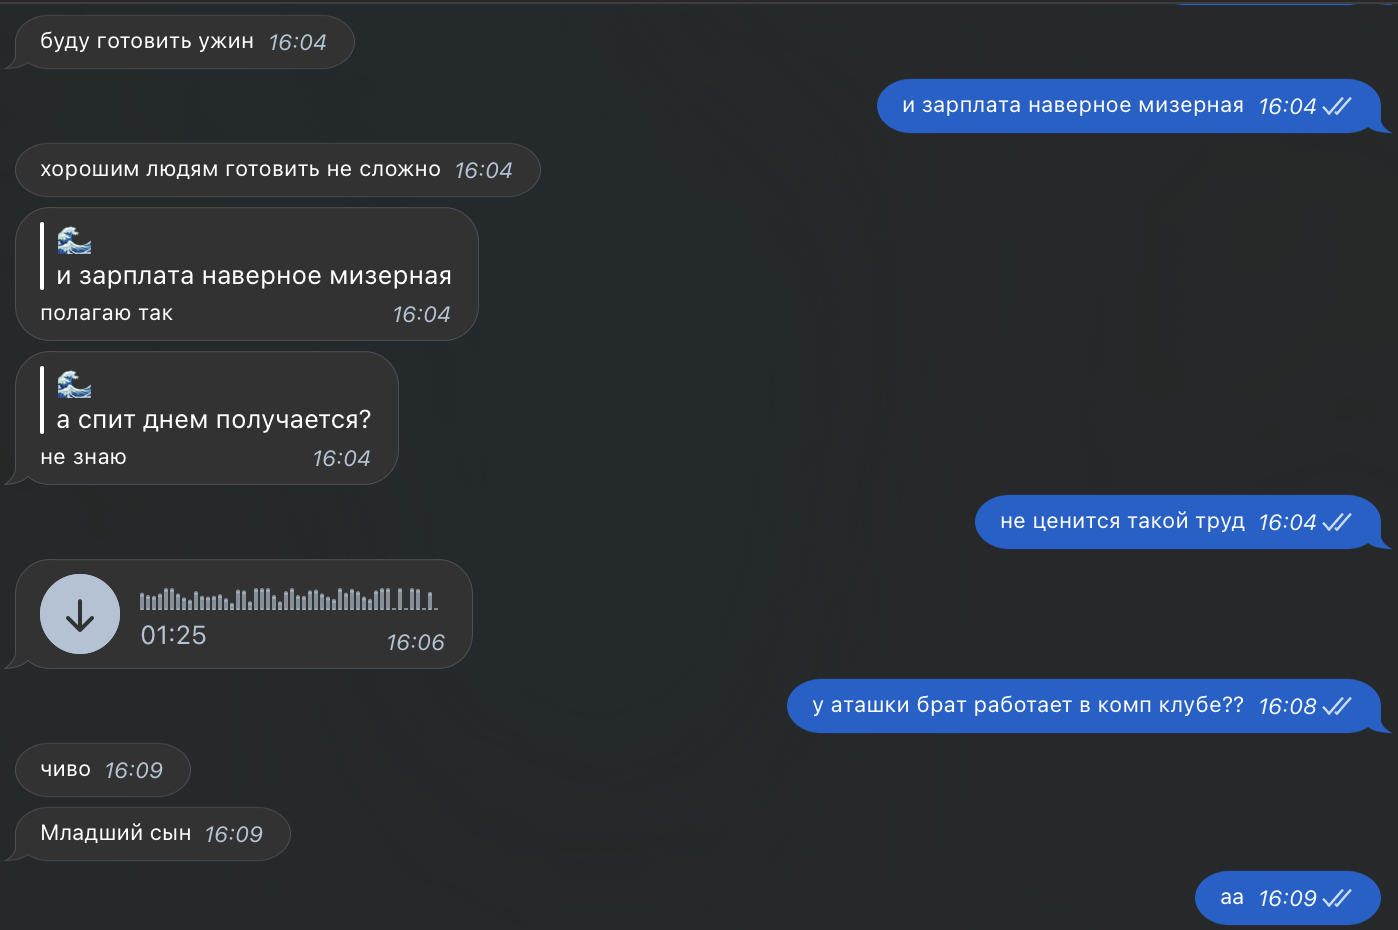 буду готовить ужин 16:04
и зарплата наверное мизерная 16:04
хорошим людям готовить не сложно 16:04
и зарплата наверное мизерная
полагаю так 16:04
а спит днем получается?
не знаю 16:04
не ценится такой труд 16:04
01:25 16:06
у аташки брат работает в комп клубе?? 16:08
чиво 16:09
Младший сын 16:09
аа 16:09